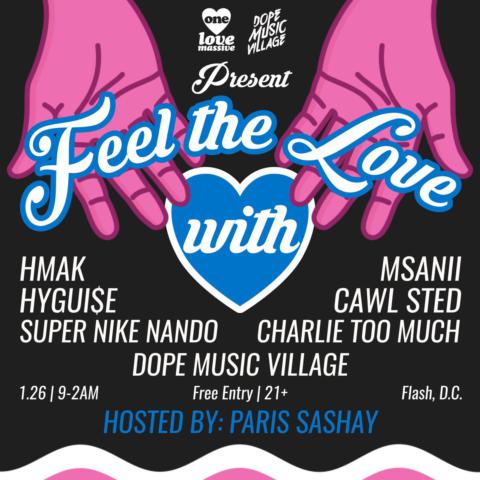 one
love
massive
DOPE
MUSIC
VILLAGE
Present
Feel the Love
with
HMAK
MSANII
HYGUI$E
CAWL STED
SUPER NIKE NANDO
CHARLIE TOO MUCH
DOPE MUSIC VILLAGE
1.26 | 9-2AM
Free Entry | 21+
Flash, D.C.
HOSTED BY: PARIS SASHAY